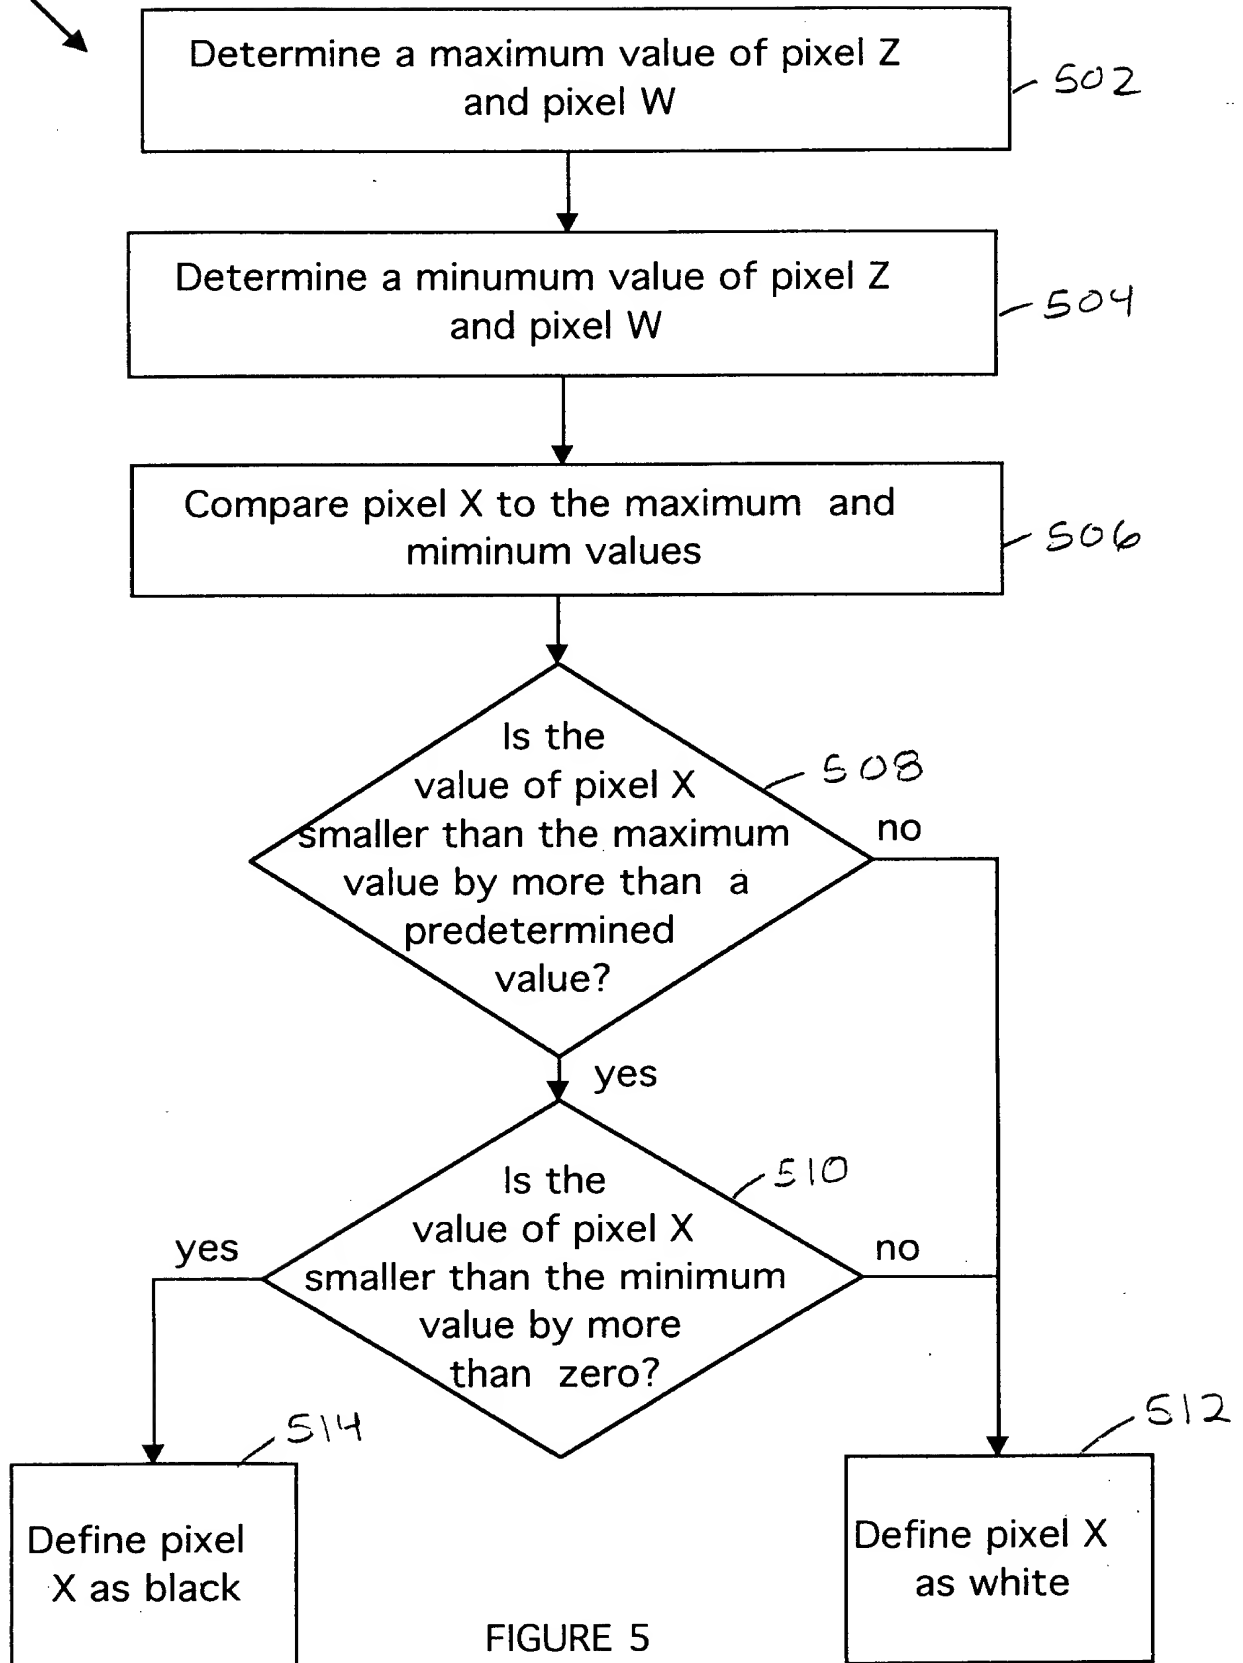 Determine a maximum value of pixel Z
and pixel W
502
Determine a minumum value of pixel Z
and pixel W
504
Compare pixel X to the maximum and
miminum values
506
Is the
value of pixel X
smaller than the maximum
value by more than a
predetermined
value?
508
no
yes
Is the
value of pixel X
smaller than the minimum
value by more
than zero?
510
yes
no
514
512
Define pixel
X as black
Define pixel X
as white
FIGURE 5